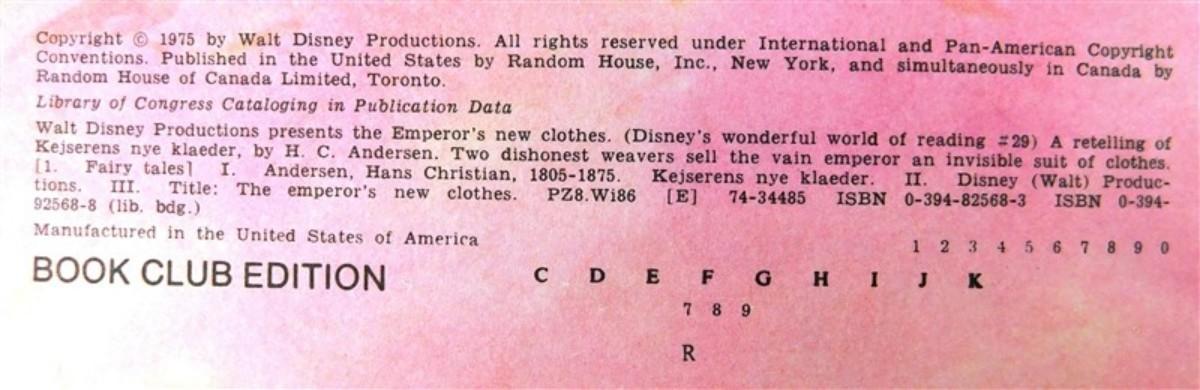 Copyright © 1975 by Walt Disney Productions. All rights reserved under International and Pan-American Copyright
Conventions. Published in the United States by Random House, Inc., New York, and simultaneously in Canada by
Random House of Canada Limited, Toronto.
Library of Congress Cataloging in Publication Data
Walt Disney Productions presents the Emperor's new clothes. (Disney's wonderful world of reading #29) A retelling of
Kejserens nye klaeder, by H. C. Andersen. Two dishonest weavers sell the vain emperor an invisible suit of clothes.
[1. Fairy tales] I. Andersen, Hans Christian, 1805-1875. Kejserens nye klaeder. II. Disney (Walt) Produc-
tions. III. Title: The emperor's new clothes. PZ8.Wi86 [E] 74-34485 ISBN 0-394-82568-3 ISBN 0-394-
92568-8 (lib. bdg.)
Manufactured in the United States of America
1 2 3 4 5 6 7 8 9 0
BOOK CLUB EDITION C D E F G H I J K
7 8 9
R